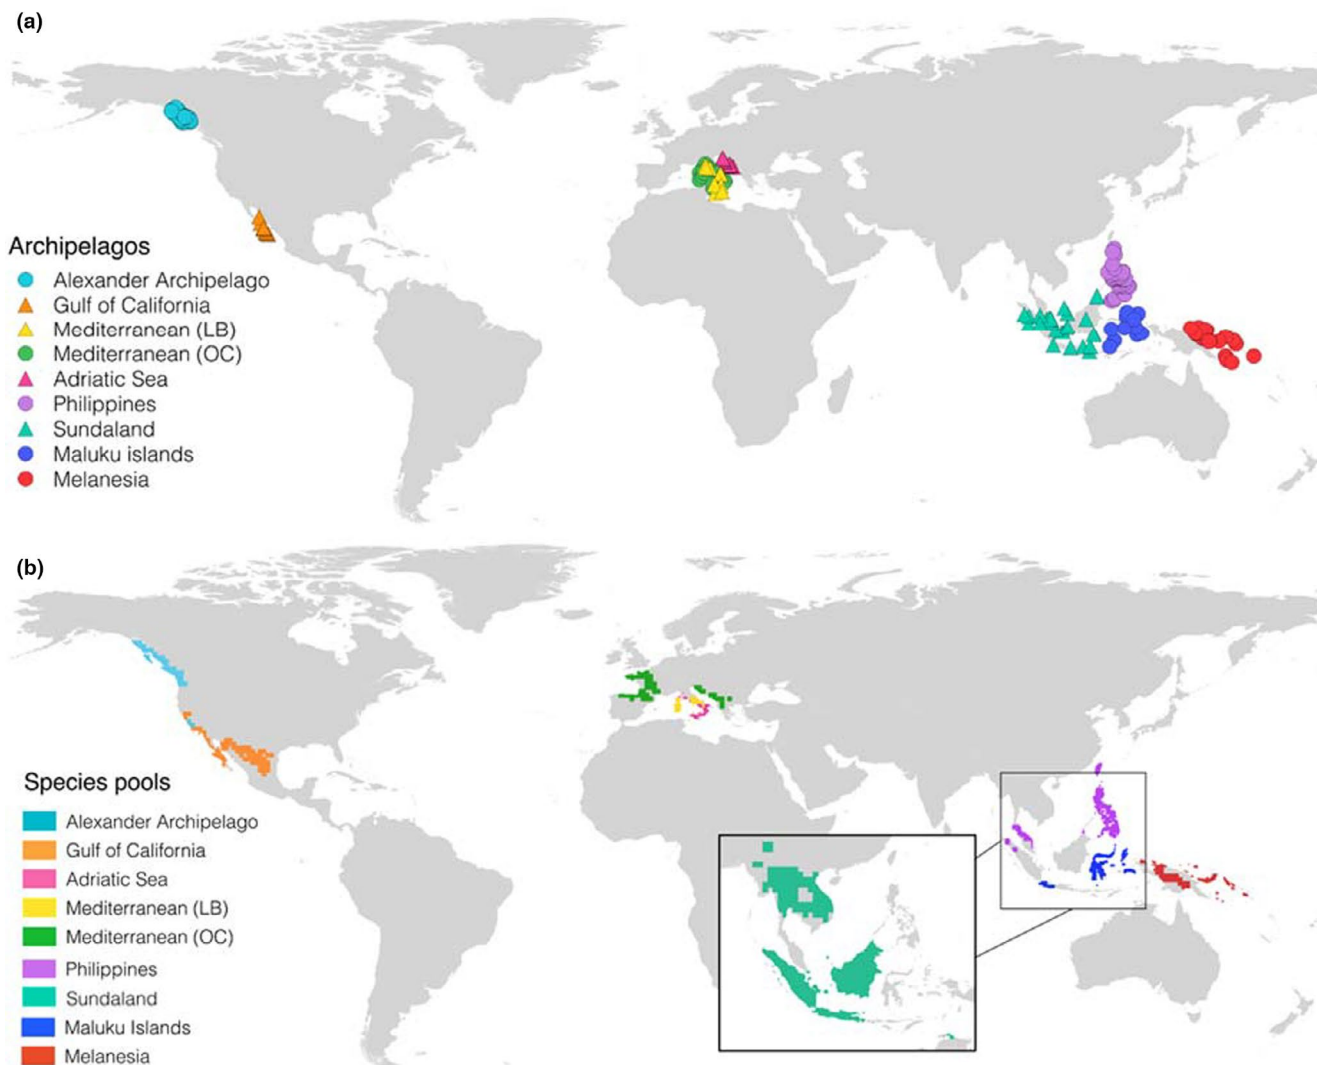 (a)
Archipelagos
Alexander Archipelago
Gulf of California
Mediterranean (LB)
Mediterranean (OC)
Adriatic Sea
Philippines
Sundaland
Maluku islands
Melanesia
(b)
Species pools
Alexander Archipelago
Gulf of California
Adriatic Sea
Mediterranean (LB)
Mediterranean (OC)
Philippines
Sundaland
Maluku Islands
Melanesia